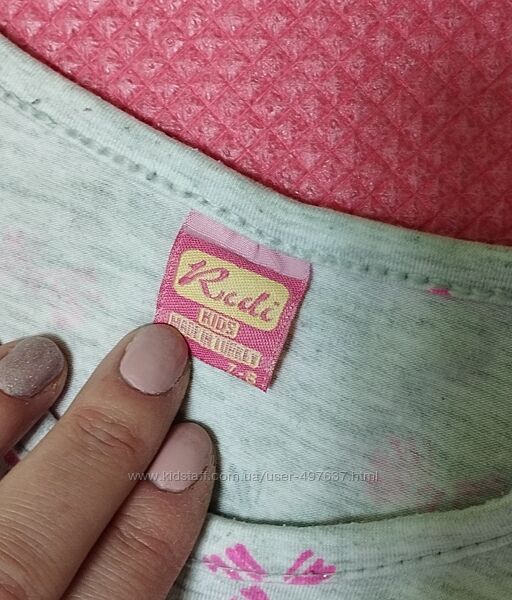 Rudi
KIDS
MADE IN TURKEY
7-8
www.kidstaff.com.ua/user-497637.html